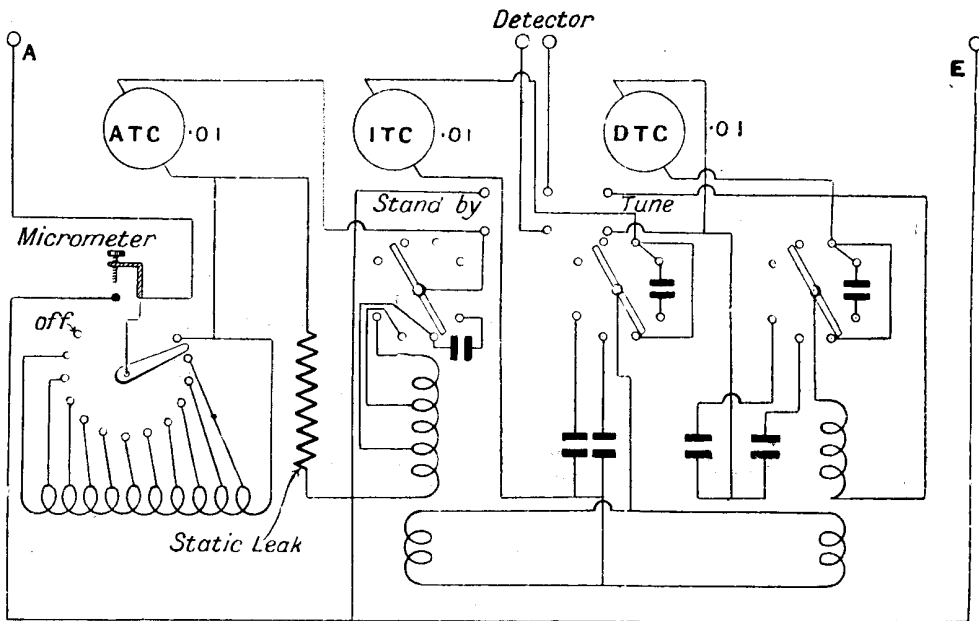 Detector
A
E
ATC
·01
ITC
·01
DTC
·01
Stand by
Tune
Micrometer
off
Static Leak